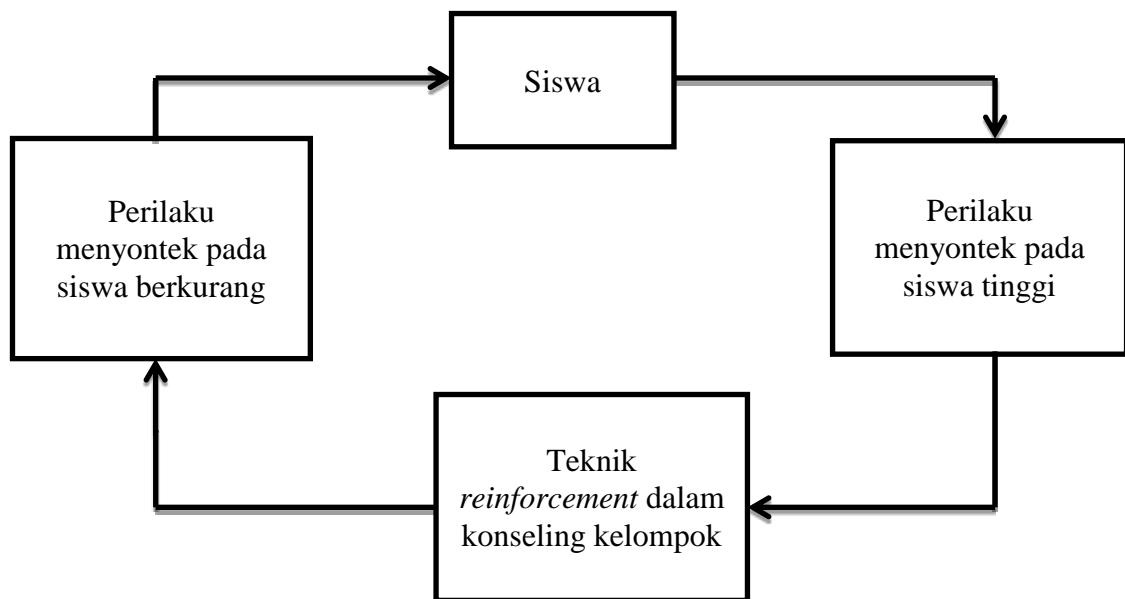 Siswa
Perilaku
menyontek pada
siswa berkurang
Perilaku
menyontek pada
siswa tinggi
Teknik
reinforcement dalam
konseling kelompok